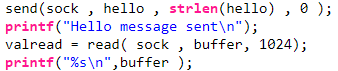 send(sock , hello , strlen(hello) , 0 );
printf("Hello message sent\n");
valread = read( sock , buffer, 1024);
printf("%s\n",buffer );